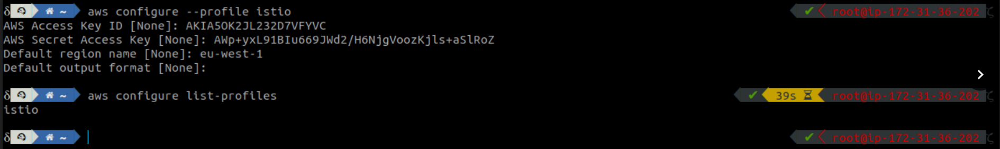 δ ~ aws configure --profile istio ✔ root@ip-172-31-36-202
AWS Access Key ID [None]: AKIA5OK2JL232D7VFYVC
AWS Secret Access Key [None]: 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
Default region name [None]: eu-west-1
Default output format [None]:
δ ~ aws configure list-profiles ✔ 39s root@ip-172-31-36-202
istio
δ ~ ✔ root@ip-172-31-36-202